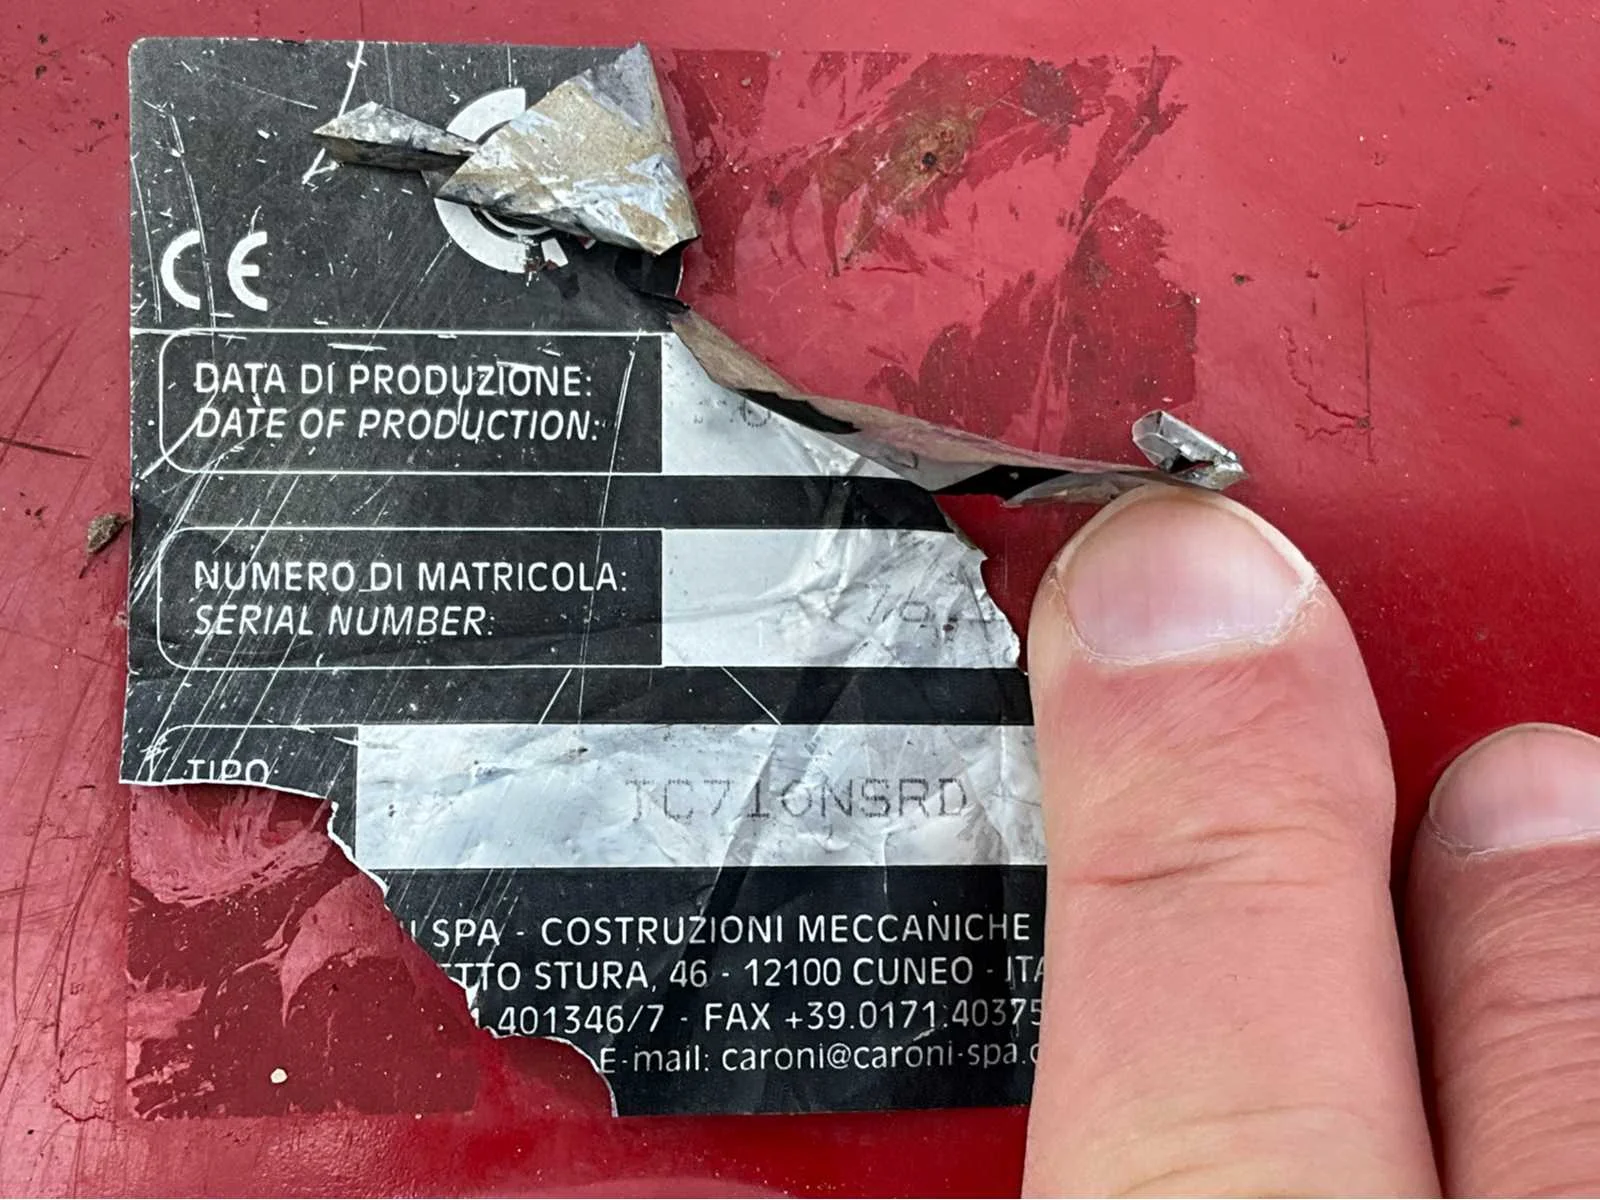 CE
DATA DI PRODUZIONE:
DATE OF PRODUCTION:
NUMERO DI MATRICOLA:
SERIAL NUMBER:
TIPO
TC710NSRD
SPA - COSTRUZIONI MECCANICHE
STURA, 46 - 12100 CUNEO -
401346/7 - FAX +39.0171.40375
E-mail: caroni@caroni-spa.